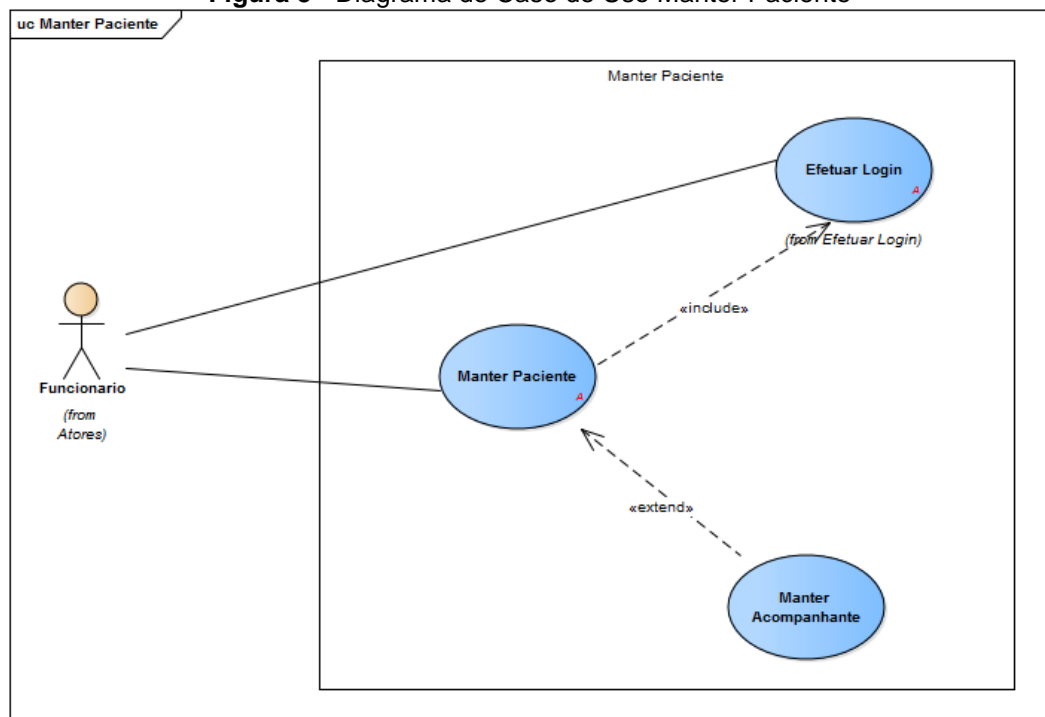 Diagrama de Caso de Uso Manter Paciente
uc Manter Paciente
Manter Paciente
Efetuar Login
A
(from Efetuar Login)
«include»
Manter Paciente
A
Funcionario
(from
Atores)
«extend»
Manter
Acompanhante